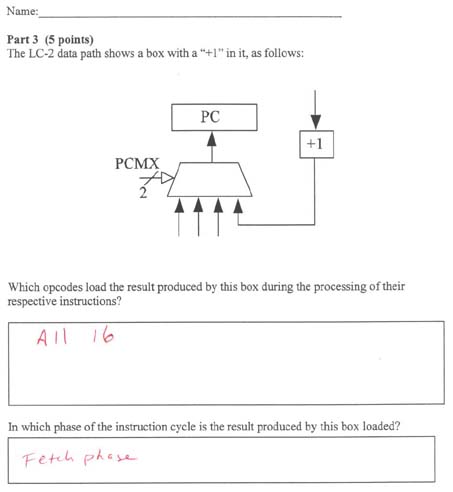 Name:
Part 3 (5 points)
The LC-2 data path shows a box with a “+1” in it, as follows:
PC
+1
PCMX
2
Which opcodes load the result produced by this box during the processing of their
respective instructions?
All 16
In which phase of the instruction cycle is the result produced by this box loaded?
Fetch phase